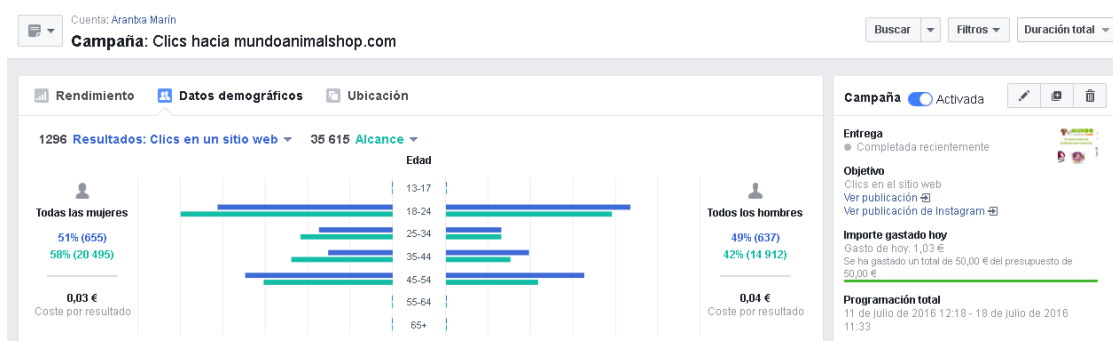 Cuenta: Arantxa Marín
Campaña: Clics hacia mundoanimalshop.com
Buscar
Filtros
Duración total
Rendimiento
Datos demográficos
Ubicación
1296 Resultados: Clics en un sitio web
35 615 Alcance
Edad
13-17
18-24
25-34
35-44
45-54
55-64
65+
Todas las mujeres
51% (655)
58% (20 495)
0,03 €
Coste por resultado
Todos los hombres
49% (637)
42% (14 912)
0,04 €
Coste por resultado
Campaña Activada
Entrega
Completada recientemente
MUNDO
Objetivo
Clics en el sitio web
Ver publicación
Ver publicación de Instagram
Importe gastado hoy
Gasto de hoy: 1,03 €
Se ha gastado un total de 50,00 € del presupuesto de
50,00 €
Programación total
11 de julio de 2016 12:18 - 18 de julio de 2016
11:33